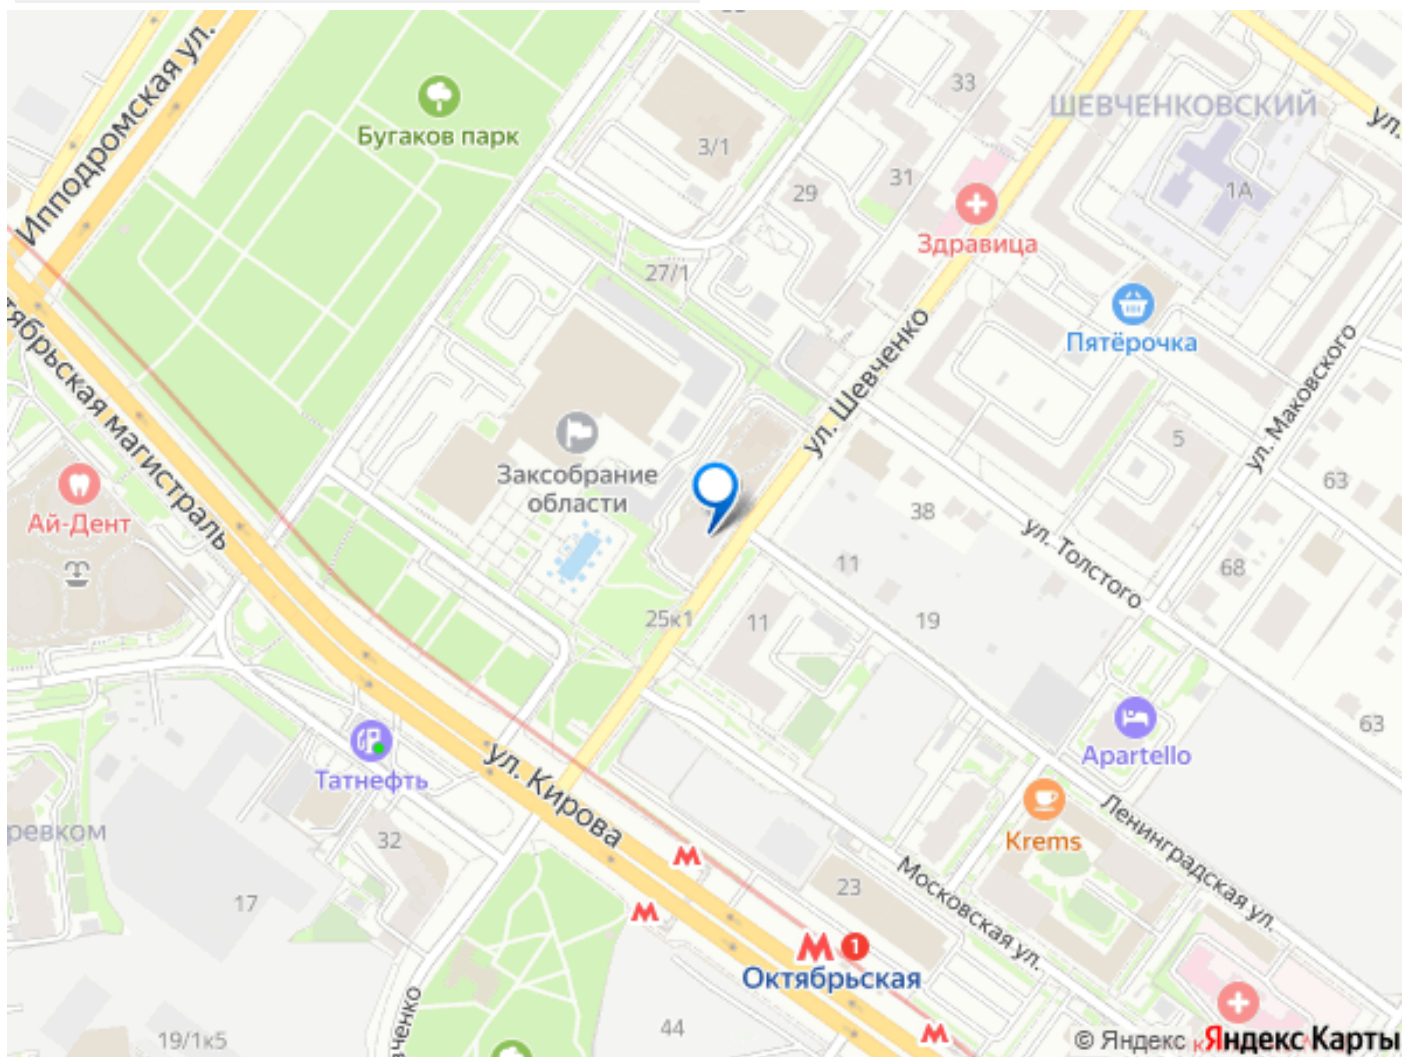 Ипподромская ул.
Бугаков парк
33
ШЕВЧЕНКОВСКИЙ
ул.
3/1
31
29
1А
Здравица
27/1
Пятёрочка
ул. Шевченко
ул. Маковского
тябрьская магистраль
5
Заксобрание
области
63
Ай-Дент
38
ул. Толстого
11
68
25к1
11
19
63
Apartello
Татнефть
ул. Кирова
Krems
Ленинградская ул.
ревком
32
23
Московская ул.
17
1
Октябрьская
вченко
44
19/1к5
© Яндекс
Яндекс Карты